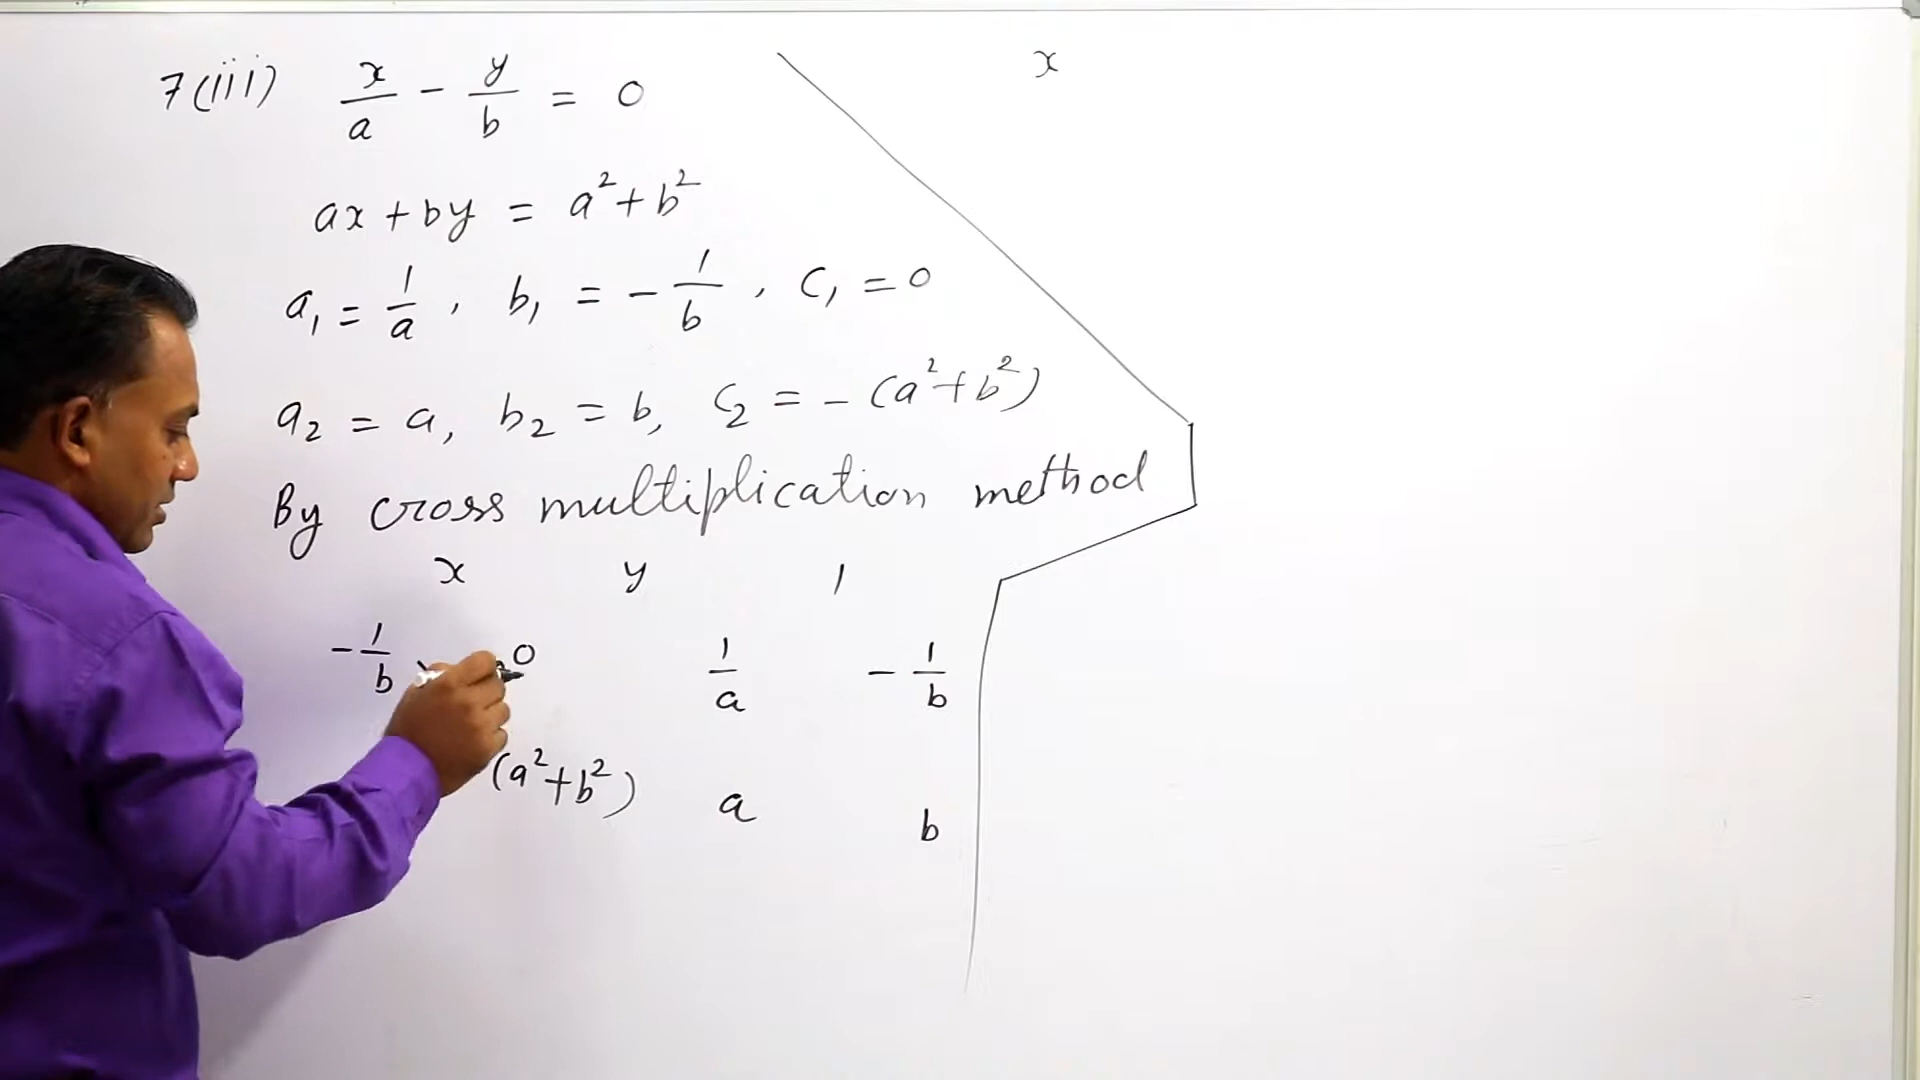 7(iii) x/a - y/b = 0
ax + by = a² + b²
a₁ = 1/a, b₁ = - 1/b, C₁ = 0
a₂ = a, b₂ = b, C₂ = - (a² + b²)
By cross multiplication method
x y 1
- 1/b 0 1/a - 1/b
(a² + b²) a b
x